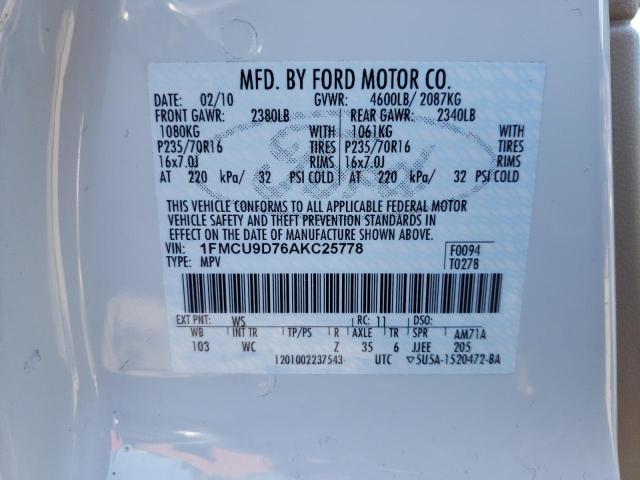 MFD. BY FORD MOTOR CO.
DATE: 02/10 GVWR: 4600LB/ 2087KG
FRONT GAWR: 2380LB REAR GAWR: 2340LB
1080KG WITH 1061KG WITH
P235/70R16 TIRES P235/70R16 TIRES
16x7.0J RIMS 16x7.0J RIMS
AT 220 kPa/ 32 PSI COLD AT 220 kPa/ 32 PSI COLD
THIS VEHICLE CONFORMS TO ALL APPLICABLE FEDERAL MOTOR
VEHICLE SAFETY AND THEFT PREVENTION STANDARDS IN
EFFECT ON THE DATE OF MANUFACTURE SHOWN ABOVE.
VIN: 1FMCU9D76AKC25778 F0094
TYPE: MPV T0278
EXT PNT: WS RC: 11 DSO:
WB INT TR TP/PS R AXLE TR SPR AM71A
103 WC Z 35 6 JJEE 205
1201002237543 UTC ▽5U5A-1520472-BA
Ford